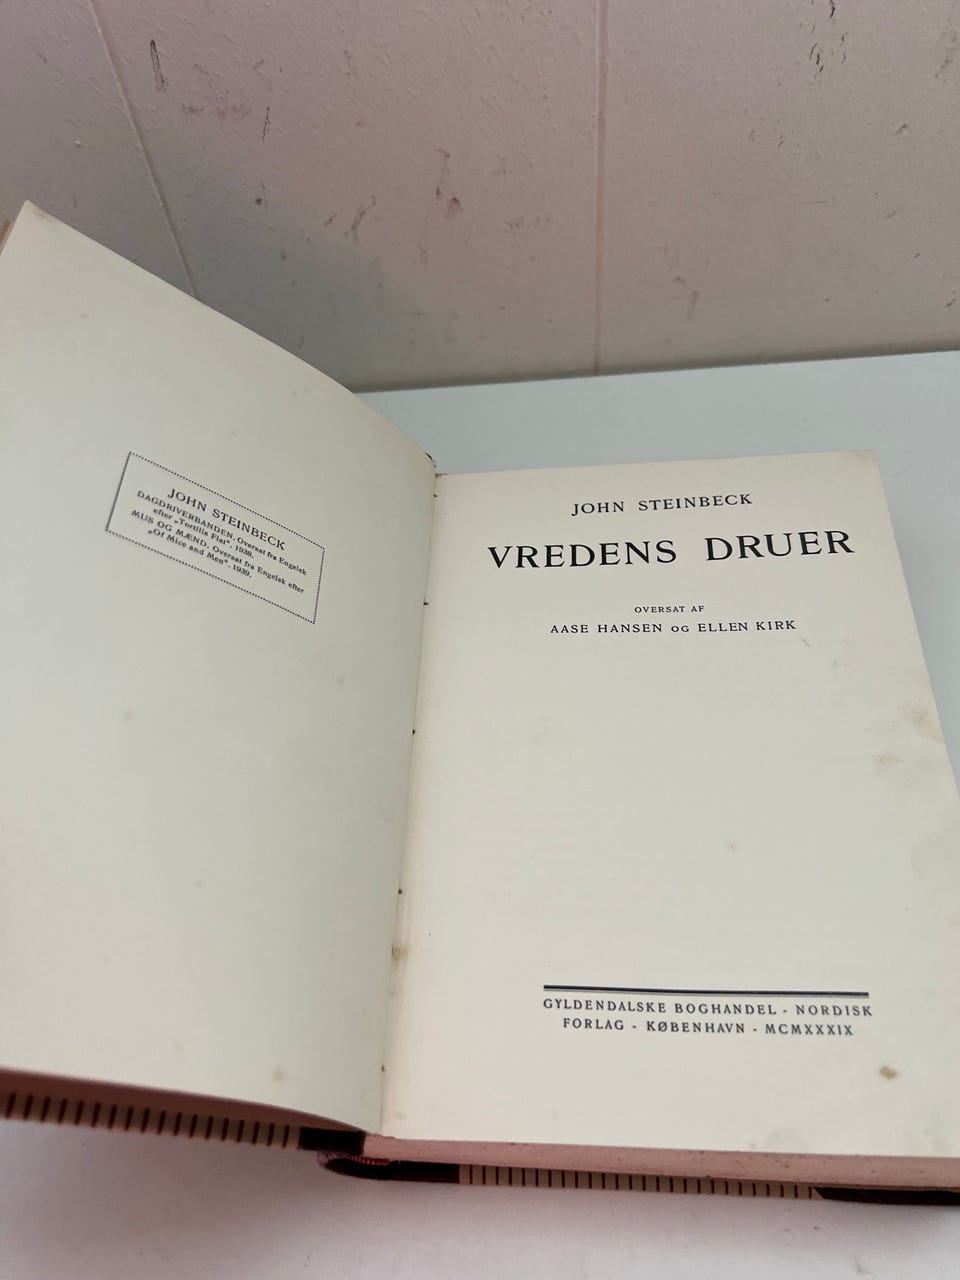 JOHN STEINBECK
DAGDRIVERBANDEN. Oversat fra Engelsk
efter „Tortilla Flat“. 1938.
MUS OG MÆND. Oversat fra Engelsk efter
„Of Mice and Men“. 1939.
JOHN STEINBECK
VREDENS DRUER
OVERSAT AF
AASE HANSEN OG ELLEN KIRK
GYLDENDALSKE BOGHANDEL - NORDISK
FORLAG - KØBENHAVN - MCMXXXIX